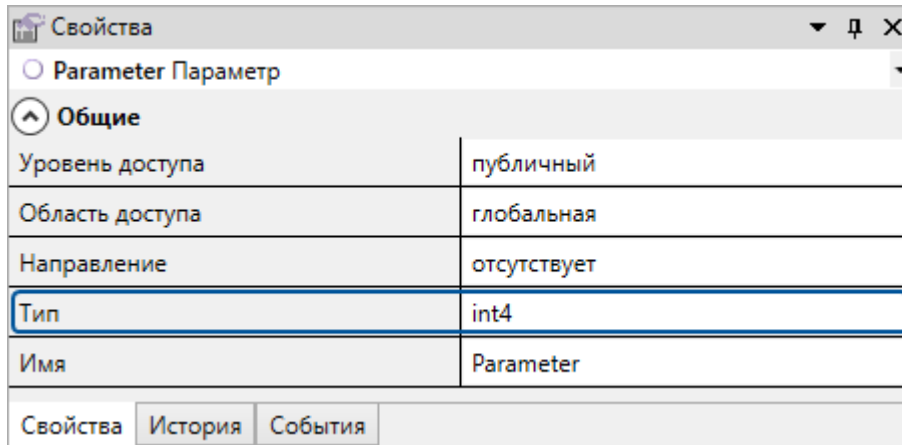 Свойства
Parameter Параметр
Общие
Уровень доступа публичный
Область доступа глобальная
Направление отсутствует
Тип int4
Имя Parameter
Свойства История События